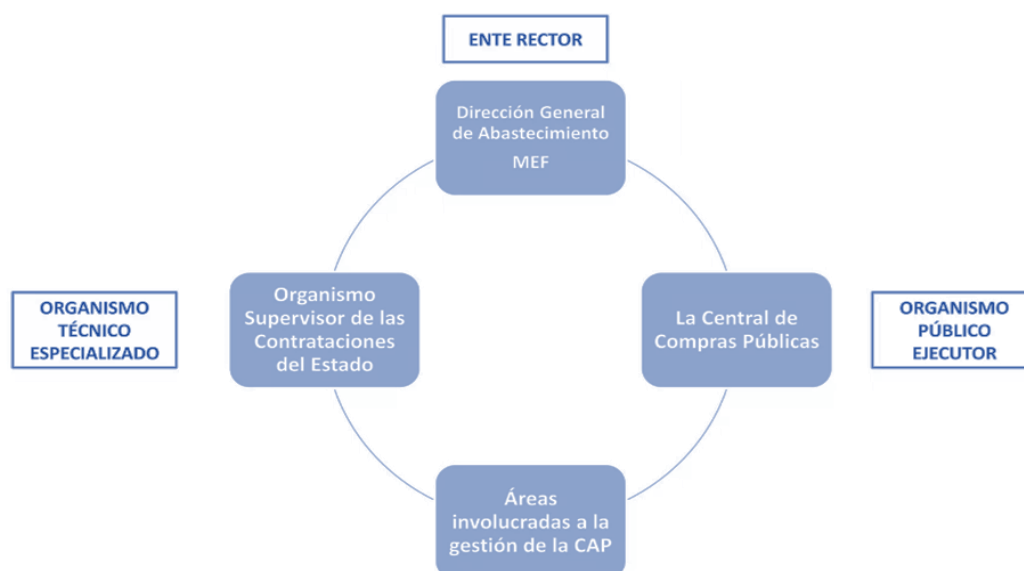 ENTE RECTOR
Dirección General
de Abastecimiento
MEF
ORGANISMO
TÉCNICO
ESPECIALIZADO
Organismo
Supervisor de las
Contrataciones
del Estado
La Central de
Compras Públicas
ORGANISMO
PÚBLICO
EJECUTOR
Áreas
involucradas a la
gestión de la CAP